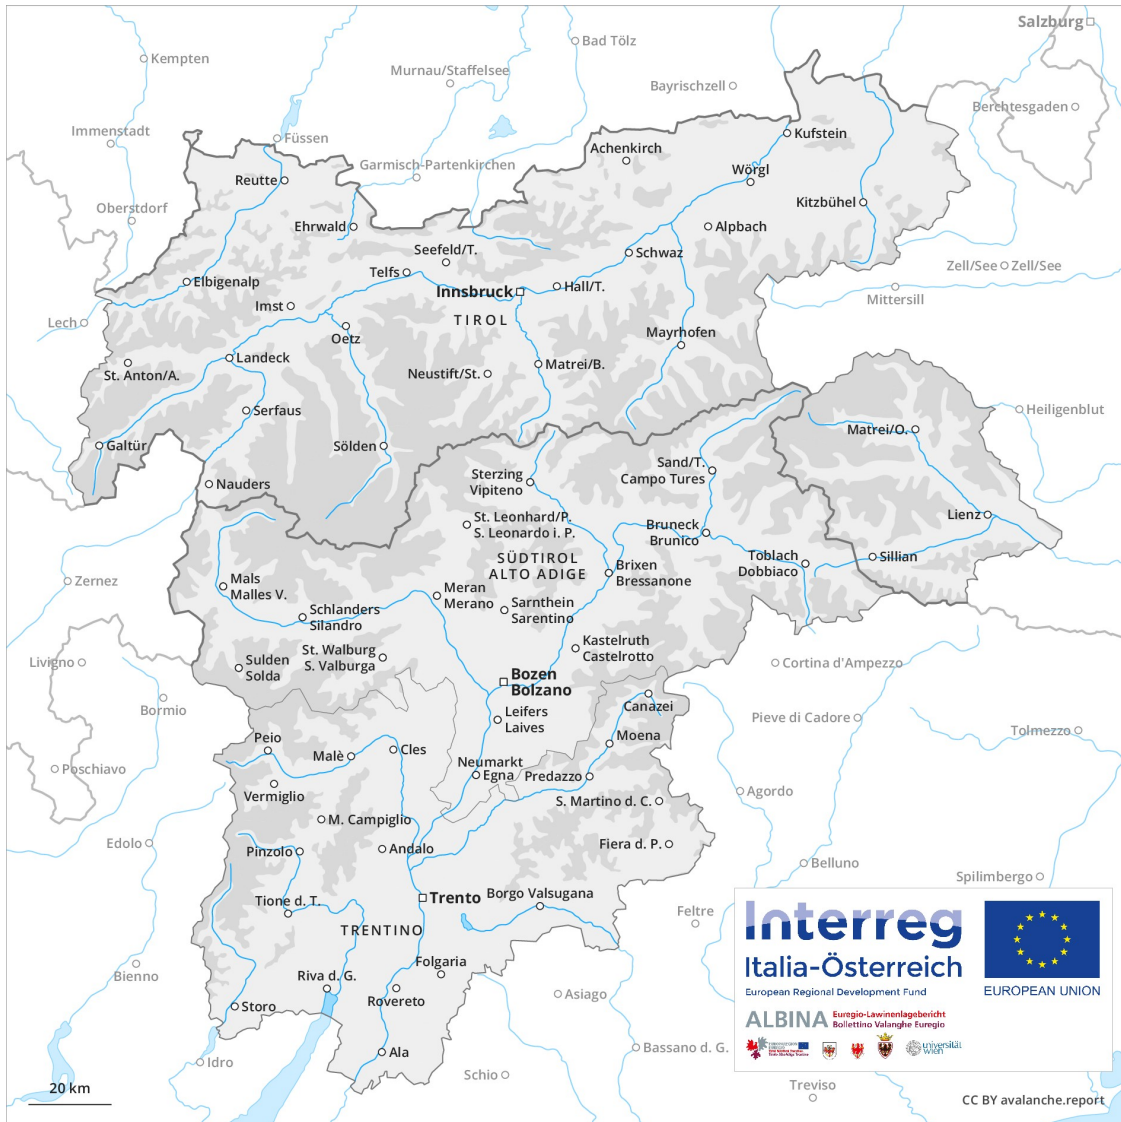 Salzburg
Bad Tölz
Kempten
Murnau/Staffelsee
Bayrischzell
Berchtesgaden
Immenstadt
Füssen
Kufstein
Achenkirch
Garmisch-Partenkirchen
Wörgl
Reutte
Kitzbühel
Oberstdorf
Ehrwald
Alpbach
Seefeld/T.
Schwaz
Telfs
Zell/See
Zell/See
Elbigenalp
Innsbruck
Hall/T.
Mittersill
Imst
TIROL
Lech
Oetz
Mayrhofen
Landeck
Matrei/B.
St. Anton/A.
Neustift/St.
Serfaus
Heiligenblut
Matrei/O.
Galtür
Sölden
Sand/T.
Campo Tures
Sterzing
Vipiteno
Nauders
Lienz
St. Leonhard/P.
S. Leonardo i. P.
Bruneck
Brunico
SÜDTIROL
ALTO ADIGE
Toblach
Dobbiaco
Sillian
Brixen
Bressanone
Zernez
Mals
Malles V.
Meran
Merano
Sarnthein
Sarentino
Schlanders
Silandro
Kastelruth
Castelrotto
St. Walburg
S. Valburga
Livigno
Sulden
Solda
Cortina d'Ampezzo
Bozen
Bolzano
Bormio
Canazei
Leifers
Laives
Pieve di Cadore
Tolmezzo
Peio
Moena
Malè
Cles
Neumarkt
Egna
Predazzo
Poschiavo
Vermiglio
Agordo
S. Martino d. C.
M. Campiglio
Edolo
Pinzolo
Andalo
Fiera d. P.
Belluno
Spilimbergo
Tione d. T.
Trento
Borgo Valsugana
Feltre
TRENTINO
Interreg
Italia-Österreich
European Regional Development Fund
EUROPEAN UNION
Folgaria
Bienno
Riva d. G.
Rovereto
Asiago
Storo
ALBINA
Euregio-Lawinenlagebericht
Bollettino Valanghe Euregio
universität
wien
Ala
Bassano d. G.
Idro
Schio
Treviso
20 km
CC BY avalanche.report